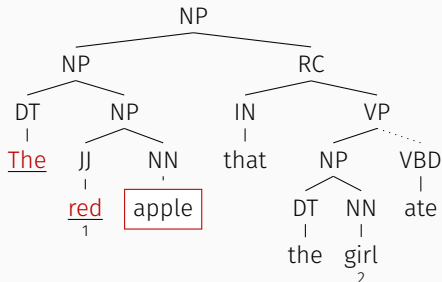 NP
NP RC
DT NP IN VP
The JJ NN that NP VBD
red apple DT NN ate
1 the girl
2